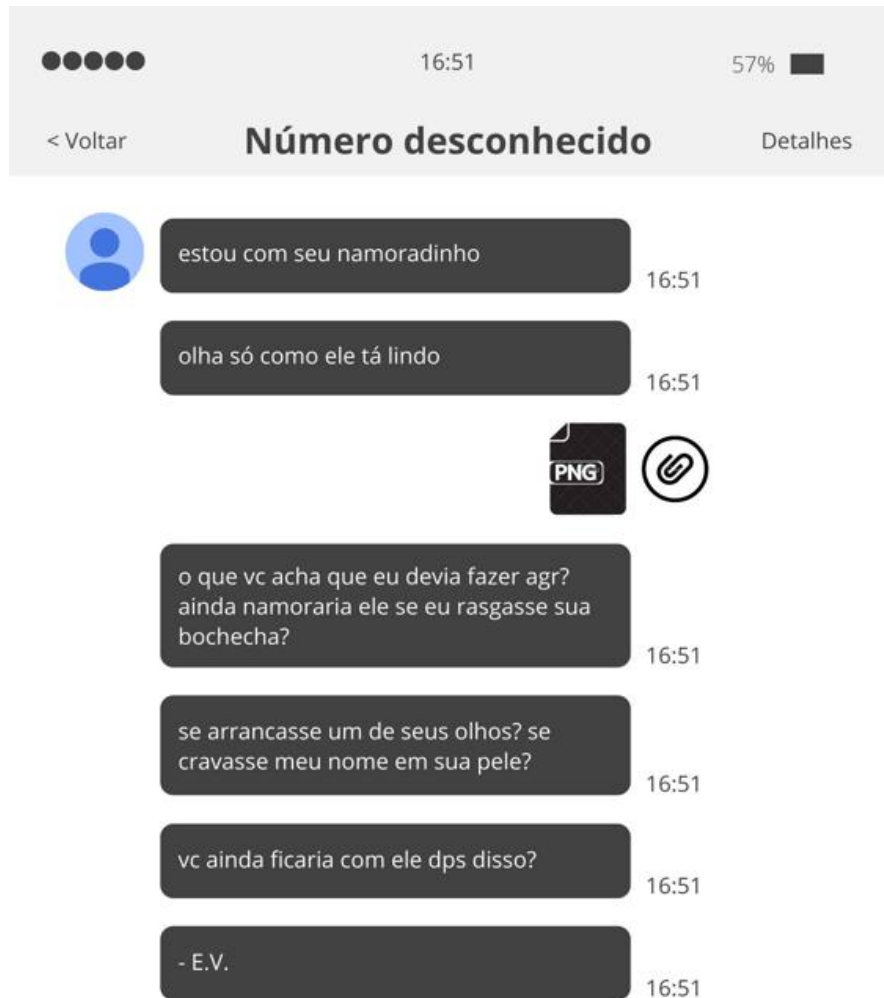 16:51
57%
< Voltar
Número desconhecido
Detalhes
estou com seu namoradinho
16:51
olha só como ele tá lindo
16:51
PNG
o que vc acha que eu devia fazer agr?
ainda namoraria ele se eu rasgasse sua
bochecha?
16:51
se arrancasse um de seus olhos? se
cravasse meu nome em sua pele?
16:51
vc ainda ficaria com ele dps disso?
16:51
- E.V.
16:51